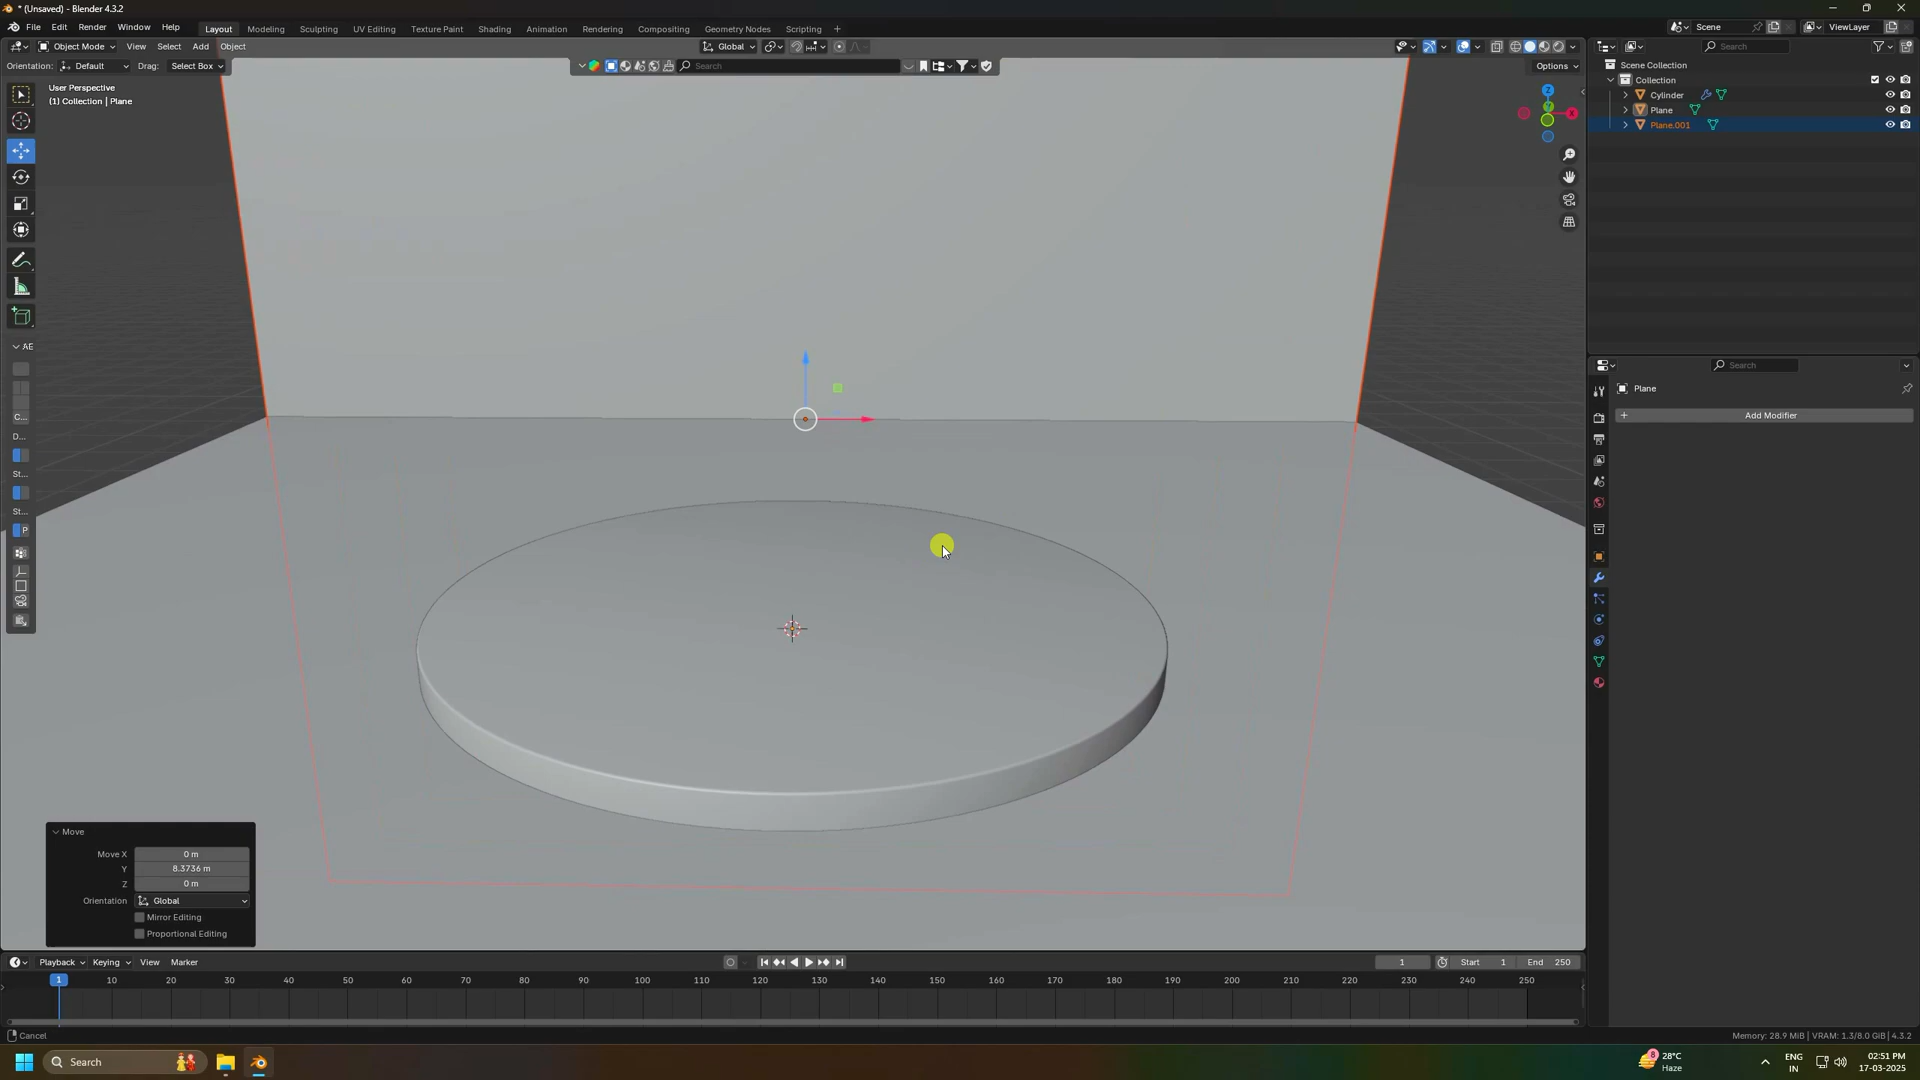 * (Unsaved) - Blender 4.3.2
File Edit Render Window Help Layout Modeling Sculpting UV Editing Texture Paint Shading Animation Rendering Compositing Geometry Nodes Scripting + Scene ViewLayer
Object Mode View Select Add Object Global Search
Orientation: Default Drag: Select Box Search Options
User Perspective
(1) Collection | Plane
Scene Collection
Collection
Cylinder
Plane
Plane.001
Z
Y
X
AE
C...
D...
St...
St...
P
Search
Plane
+ Add Modifier
Move
Move X 0 m
Y 8.3736 m
Z 0 m
Orientation Global
Mirror Editing
Proportional Editing
Playback Keying View Marker 1 Start 1 End 250
1 10 20 30 40 50 60 70 80 90 100 110 120 130 140 150 160 170 180 190 200 210 220 230 240 250
Cancel Memory: 28.9 MiB | VRAM: 1.3/8.0 GiB | 4.3.2
Search 8 28°C Haze ENG IN 02:51 PM 17-03-2025